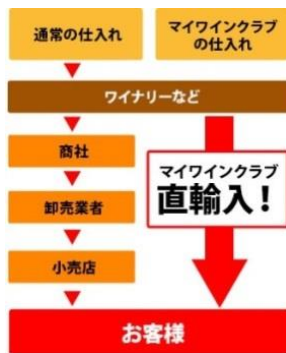 通常の仕入れ
マイワインクラブ
の仕入れ
ワイナリーなど
商社
卸売業者
小売店
マイワインクラブ
直輸入！
お客様